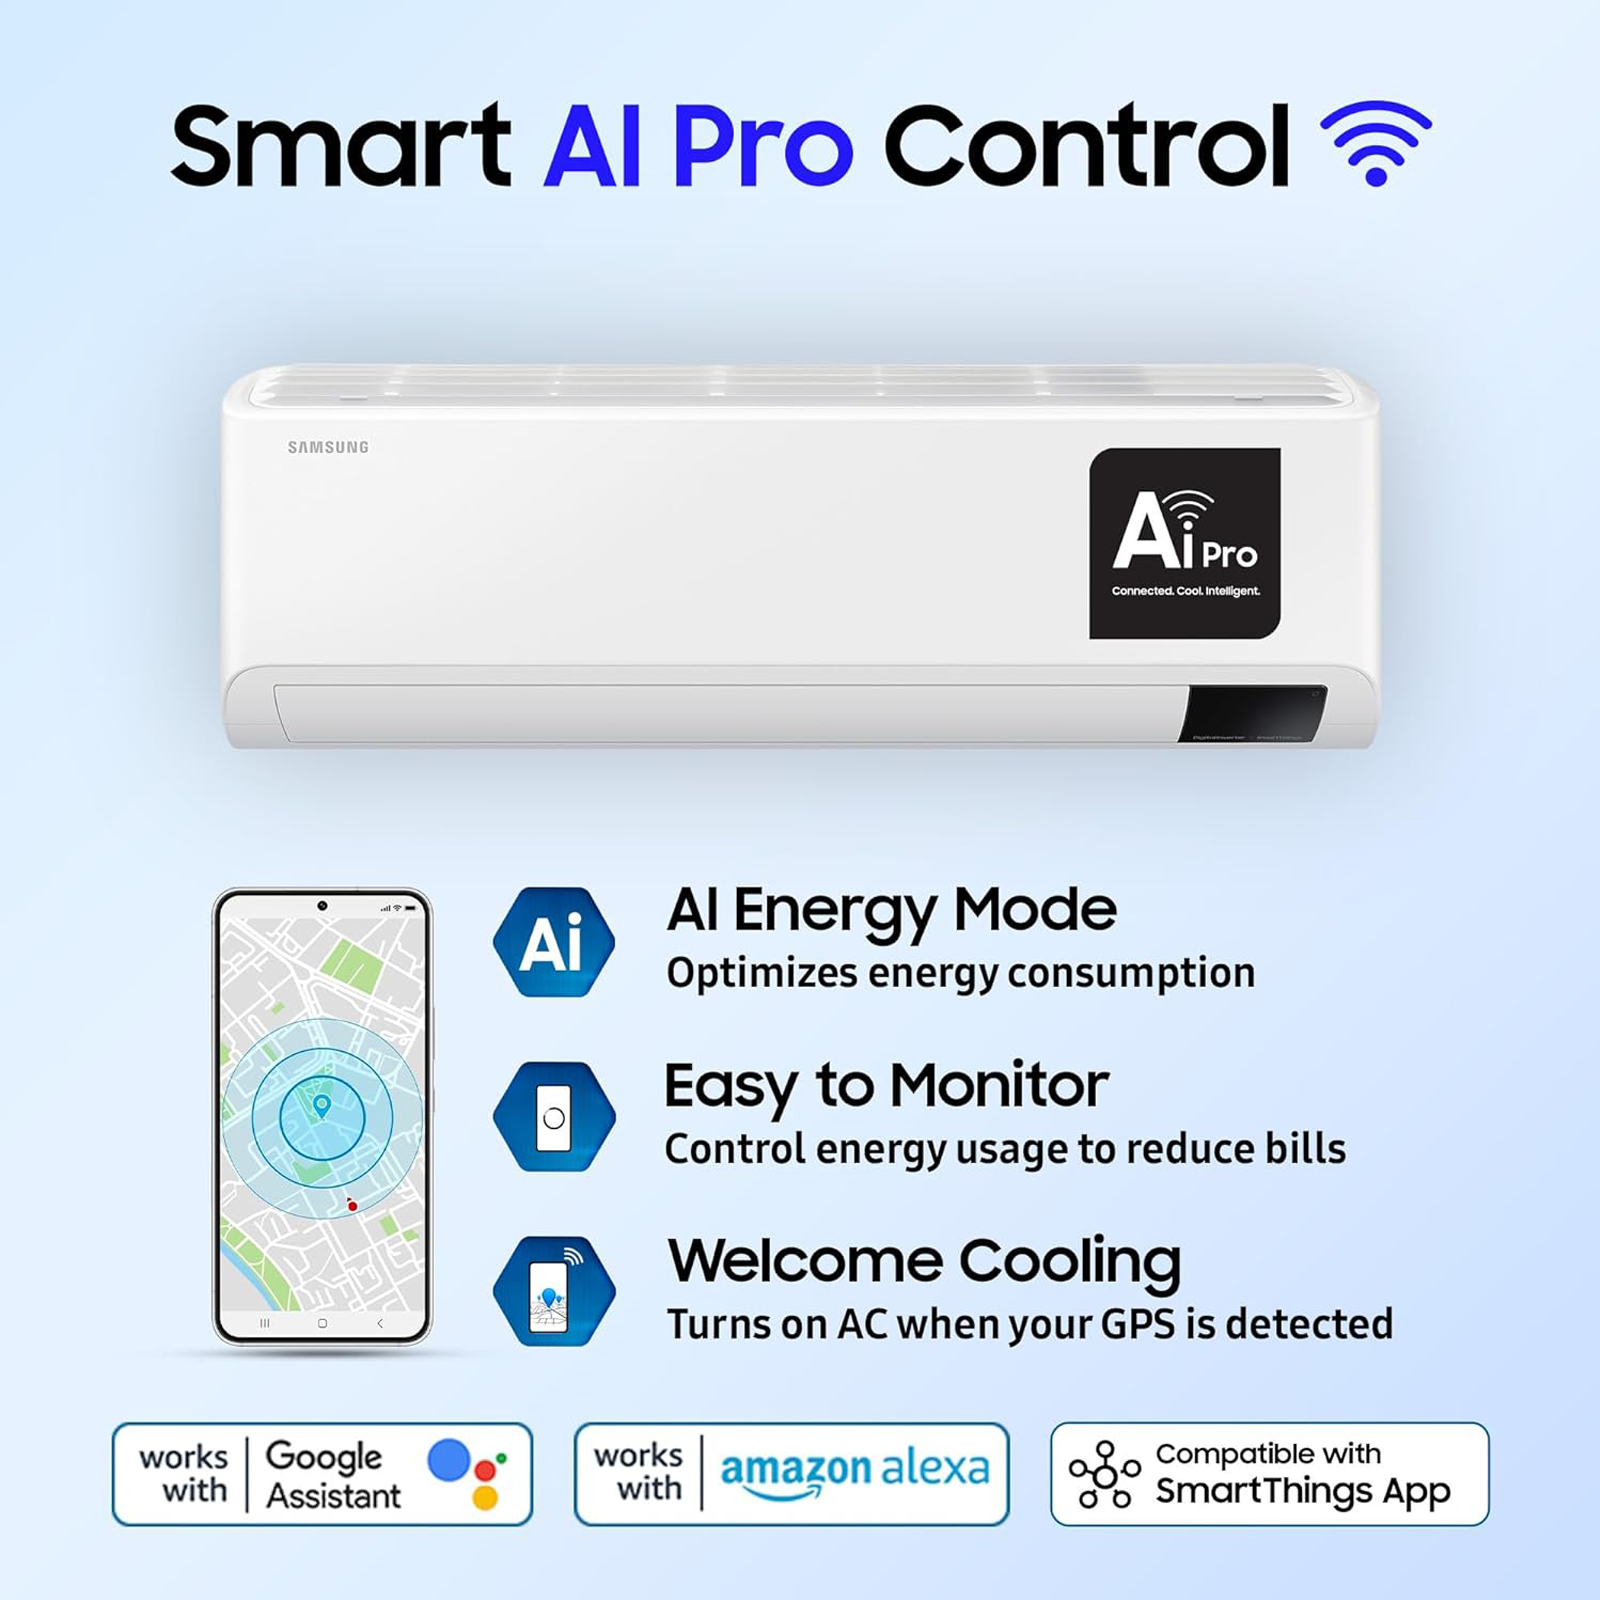 Smart AI Pro Control
SAMSUNG
Ai Pro
Connected. Cool. Intelligent.
Ai
AI Energy Mode
Optimizes energy consumption
Easy to Monitor
Control energy usage to reduce bills
Welcome Cooling
Turns on AC when your GPS is detected
works with
Google Assistant
works with
amazon alexa
Compatible with
SmartThings App